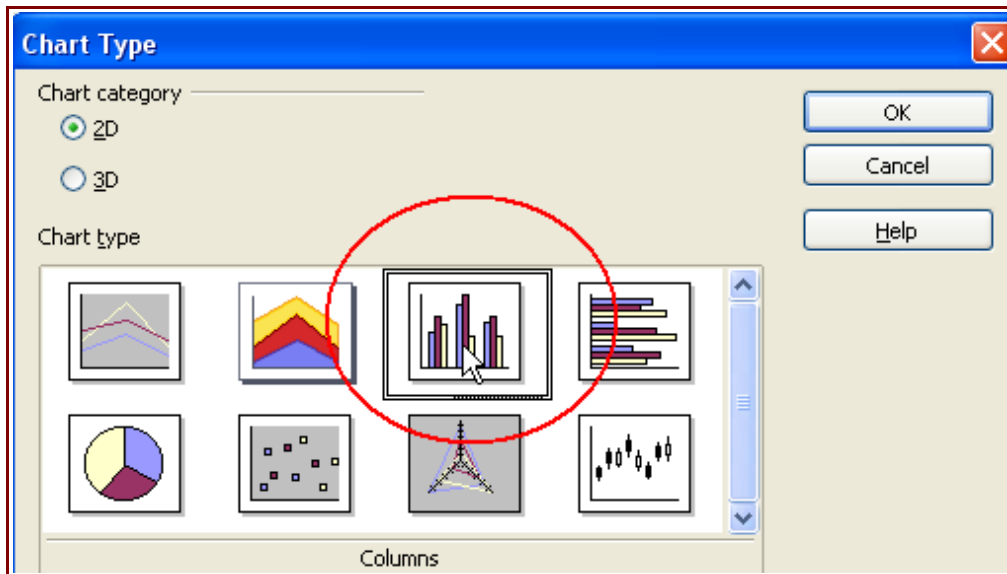 Chart Type
Chart category
2D
3D
OK
Cancel
Help
Chart type
Columns